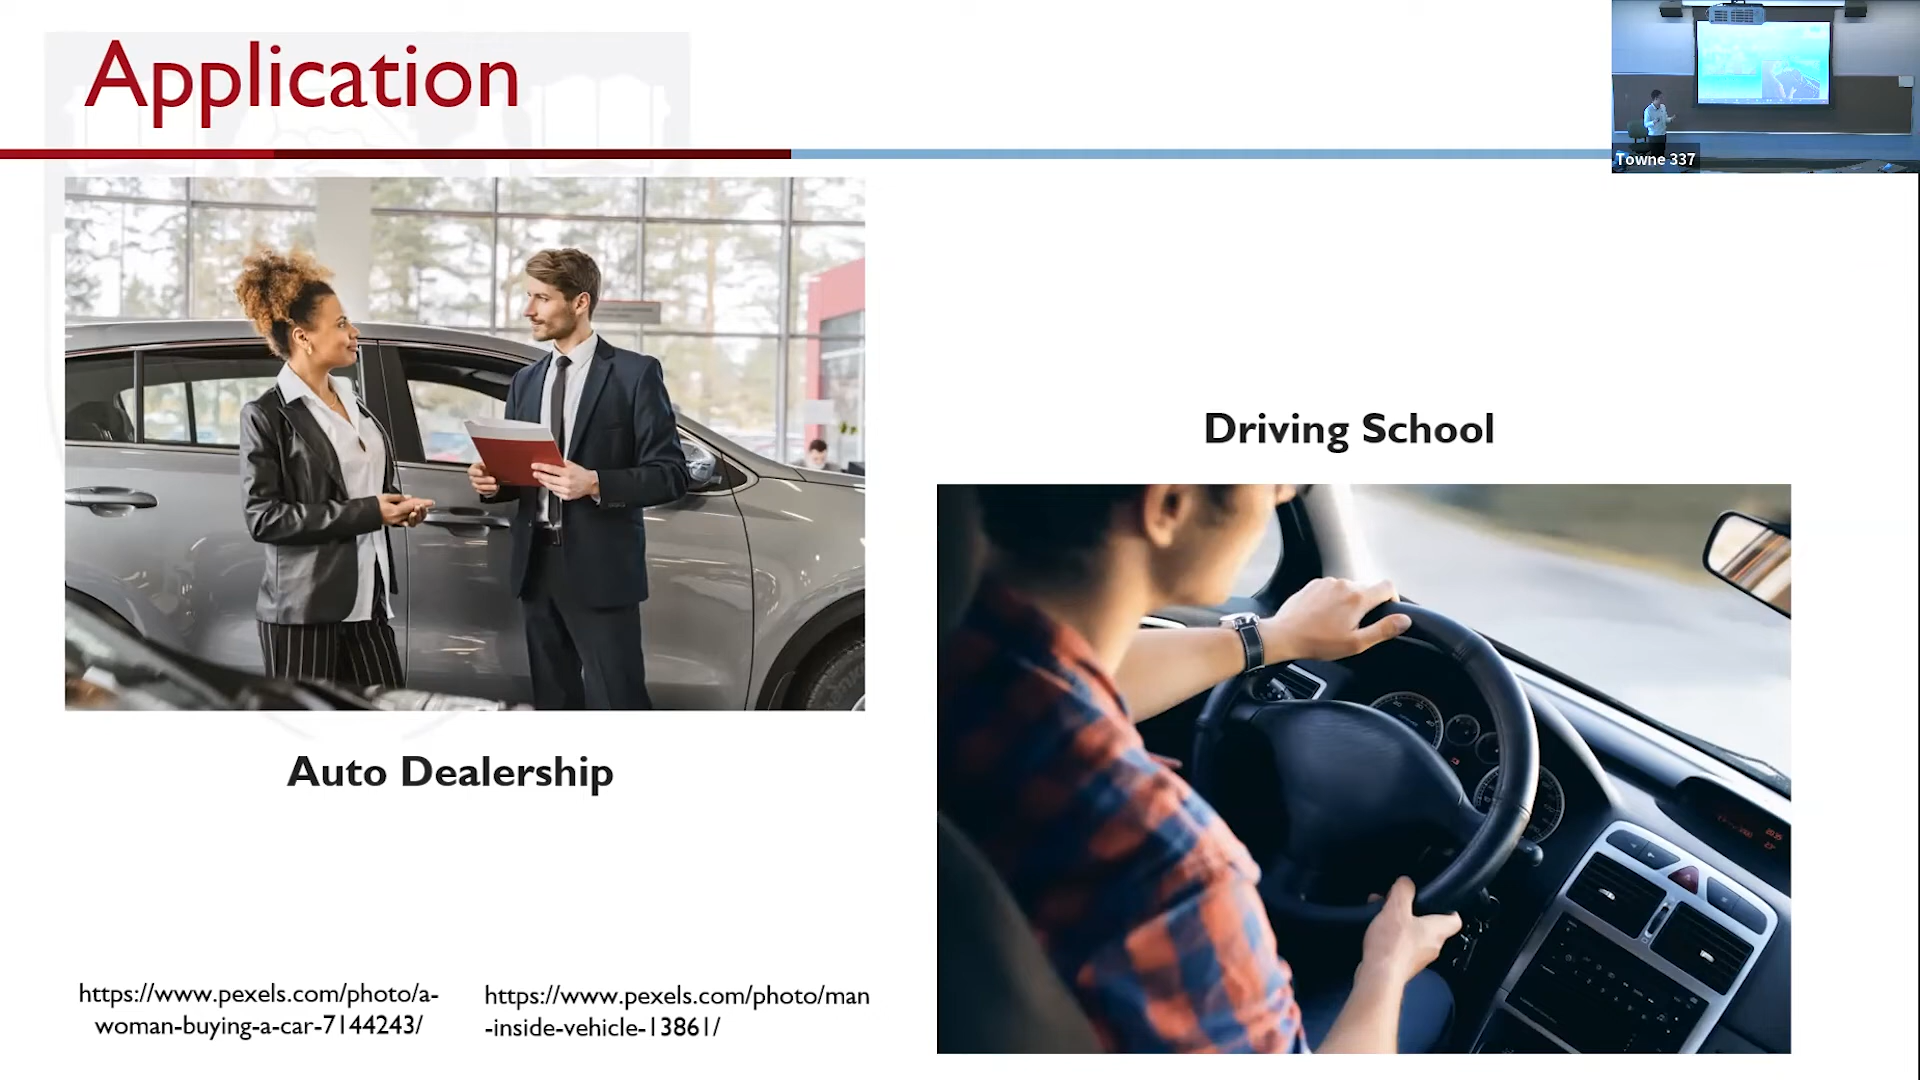 Application
Towne 337
Driving School
Auto Dealership
https://www.pexels.com/photo/a-
woman-buying-a-car-7144243/
https://www.pexels.com/photo/man
-inside-vehicle-13861/